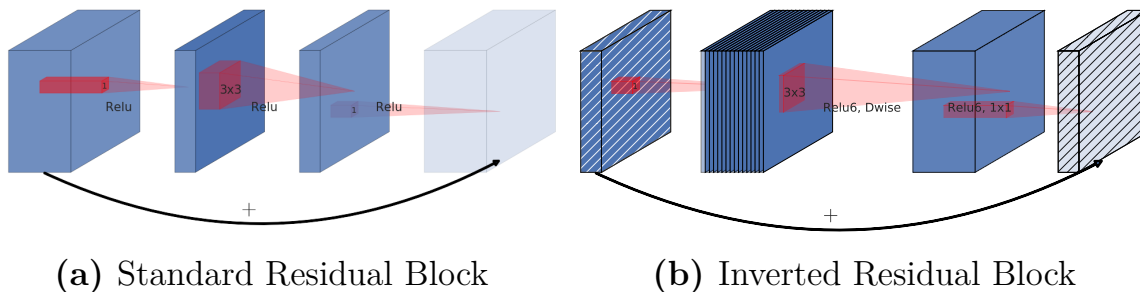 1
Relu
3x3
Relu
1
Relu
+
1
3x3
Relu6, Dwise
Relu6, 1x1
+
(a) Standard Residual Block
(b) Inverted Residual Block